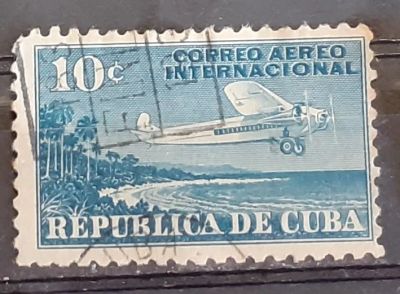 10¢
CORREO AEREO
INTERNACIONAL
REPUBLICA DE CUBA